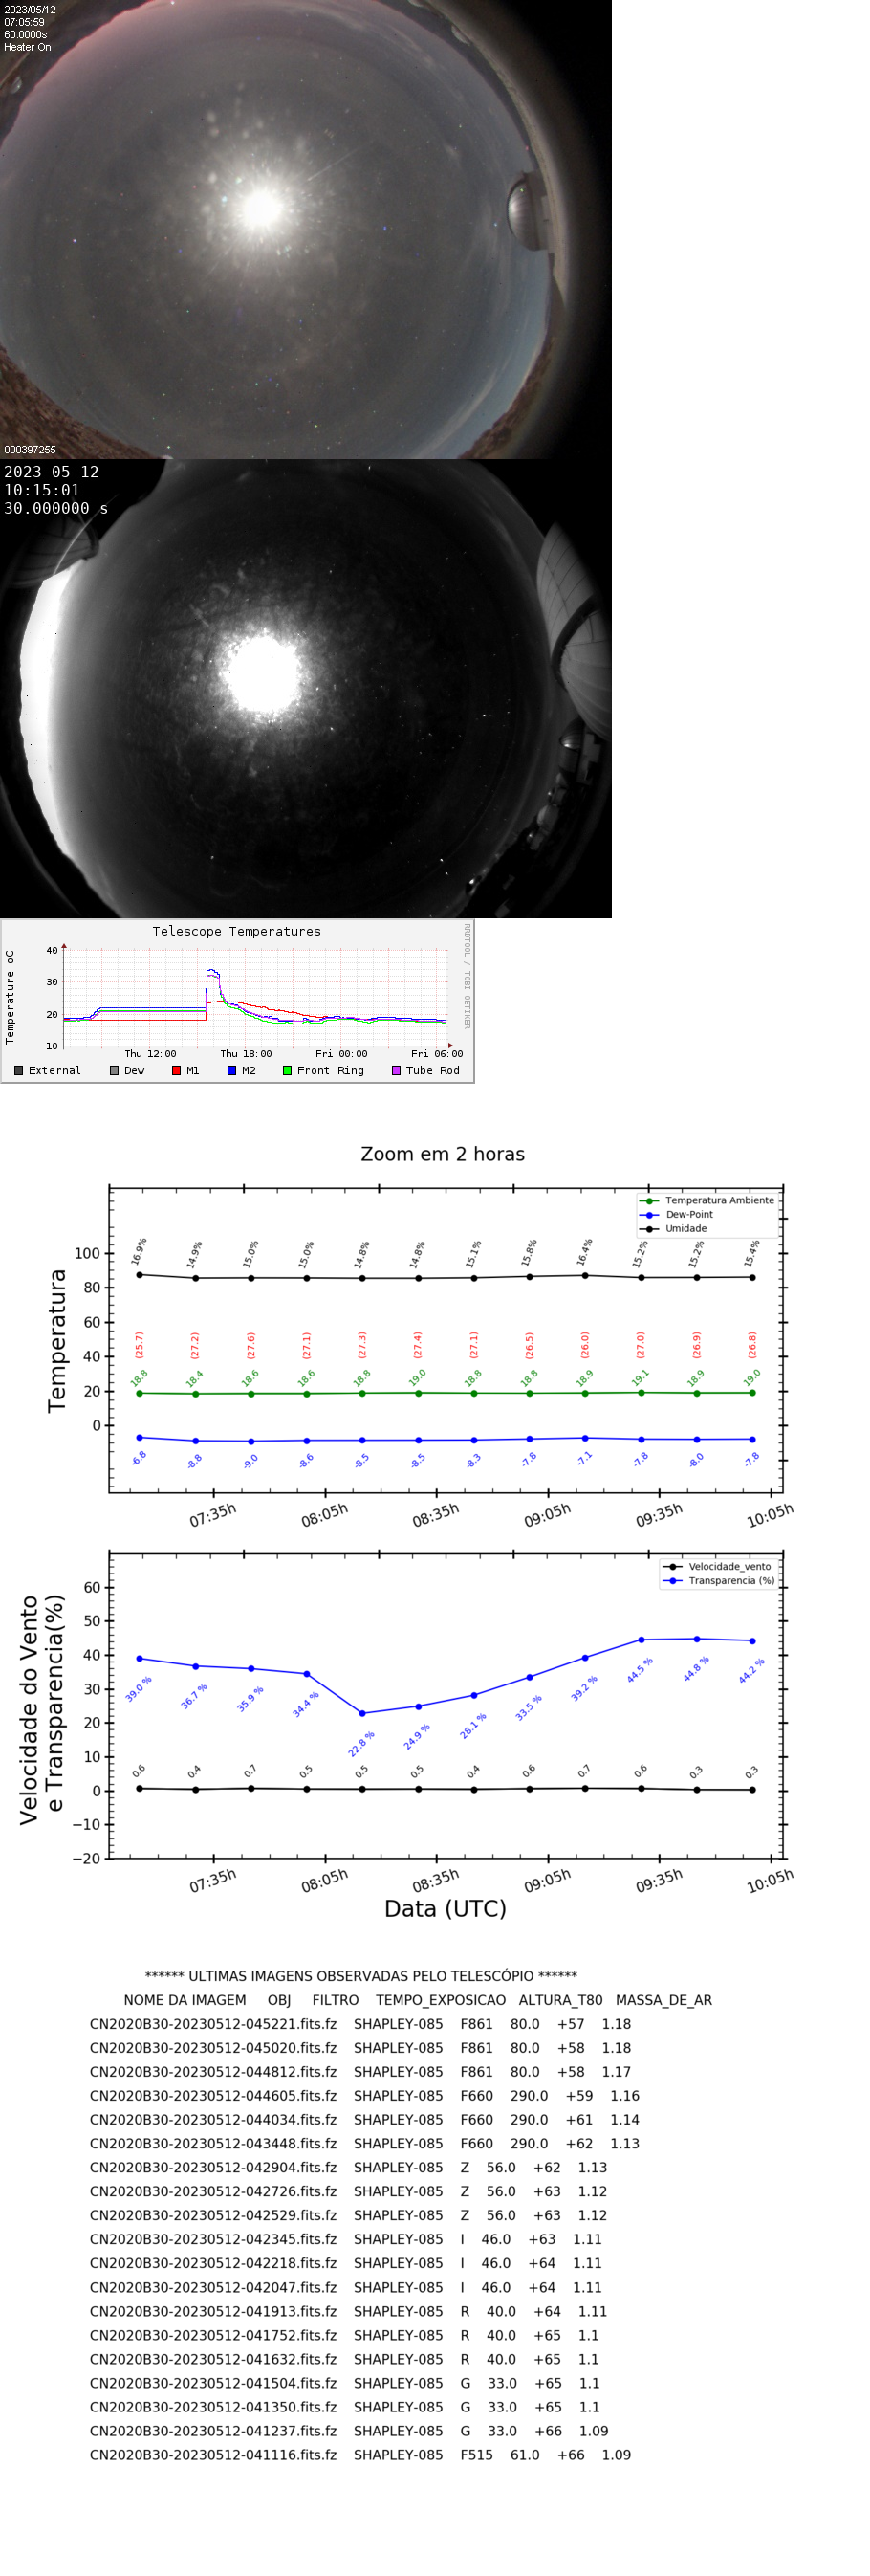 2023/05/12
07:05:59
60.0000s
Heater On
000397255
2023-05-12
10:15:01
30.000000 s
Telescope Temperatures
Temperature oC
RRDTOOL / TOBI OETIKER
40
30
20
10
Thu 12:00 Thu 18:00 Fri 00:00 Fri 06:00
External Dew M1 M2 Front Ring Tube Rod
Zoom em 2 horas
Temperatura
Temperatura Ambiente
Dew-Point
Umidade
100
80
60
40
20
0
16.9% 14.9% 15.0% 15.0% 14.8% 14.8% 15.1% 15.8% 16.4% 15.2% 15.2% 15.4%
(25.7) (27.2) (27.6) (27.1) (27.3) (27.4) (27.1) (26.5) (26.0) (27.0) (26.9) (26.8)
18.8 18.4 18.6 18.6 18.8 19.0 18.8 18.8 18.9 19.1 18.9 19.0
-6.8 -8.8 -9.0 -8.6 -8.5 -8.5 -8.3 -7.8 -7.1 -7.8 -8.0 -7.8
07:35h 08:05h 08:35h 09:05h 09:35h 10:05h
Velocidade do Vento
e Transparencia(%)
Velocidade_vento
Transparencia (%)
60
50
40
30
20
10
0
−10
−20
39.0 % 36.7 % 35.9 % 34.4 % 22.8 % 24.9 % 28.1 % 33.5 % 39.2 % 44.5 % 44.8 % 44.2 %
0.6 0.4 0.7 0.5 0.5 0.5 0.4 0.6 0.7 0.6 0.3 0.3
07:35h 08:05h 08:35h 09:05h 09:35h 10:05h
Data (UTC)
****** ULTIMAS IMAGENS OBSERVADAS PELO TELESCÓPIO ******
NOME DA IMAGEM OBJ FILTRO TEMPO_EXPOSICAO ALTURA_T80 MASSA_DE_AR
CN2020B30-20230512-045221.fits.fz SHAPLEY-085 F861 80.0 +57 1.18
CN2020B30-20230512-045020.fits.fz SHAPLEY-085 F861 80.0 +58 1.18
CN2020B30-20230512-044812.fits.fz SHAPLEY-085 F861 80.0 +58 1.17
CN2020B30-20230512-044605.fits.fz SHAPLEY-085 F660 290.0 +59 1.16
CN2020B30-20230512-044034.fits.fz SHAPLEY-085 F660 290.0 +61 1.14
CN2020B30-20230512-043448.fits.fz SHAPLEY-085 F660 290.0 +62 1.13
CN2020B30-20230512-042904.fits.fz SHAPLEY-085 Z 56.0 +62 1.13
CN2020B30-20230512-042726.fits.fz SHAPLEY-085 Z 56.0 +63 1.12
CN2020B30-20230512-042529.fits.fz SHAPLEY-085 Z 56.0 +63 1.12
CN2020B30-20230512-042345.fits.fz SHAPLEY-085 I 46.0 +63 1.11
CN2020B30-20230512-042218.fits.fz SHAPLEY-085 I 46.0 +64 1.11
CN2020B30-20230512-042047.fits.fz SHAPLEY-085 I 46.0 +64 1.11
CN2020B30-20230512-041913.fits.fz SHAPLEY-085 R 40.0 +64 1.11
CN2020B30-20230512-041752.fits.fz SHAPLEY-085 R 40.0 +65 1.1
CN2020B30-20230512-041632.fits.fz SHAPLEY-085 R 40.0 +65 1.1
CN2020B30-20230512-041504.fits.fz SHAPLEY-085 G 33.0 +65 1.1
CN2020B30-20230512-041350.fits.fz SHAPLEY-085 G 33.0 +65 1.1
CN2020B30-20230512-041237.fits.fz SHAPLEY-085 G 33.0 +66 1.09
CN2020B30-20230512-041116.fits.fz SHAPLEY-085 F515 61.0 +66 1.09